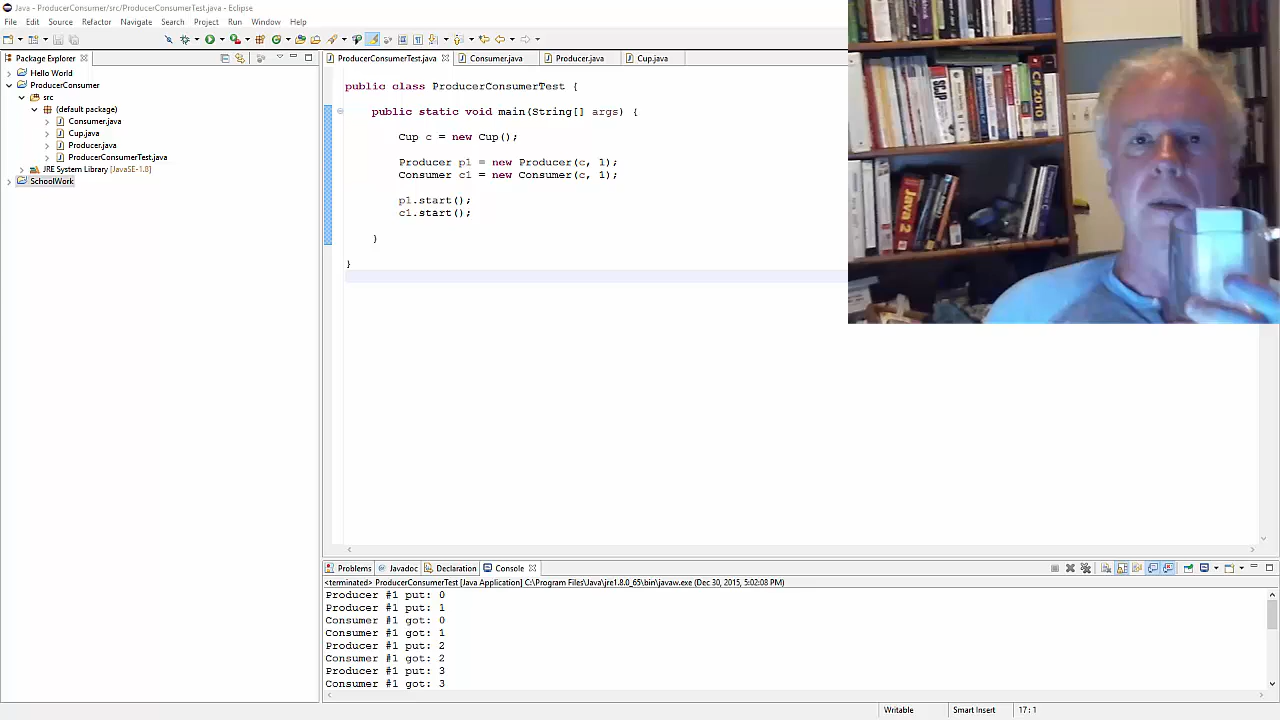 Java - ProducerConsumer/src/ProducerConsumerTest.java - Eclipse
File Edit Source Refactor Navigate Search Project Run Window Help
Package Explorer
Hello World
ProducerConsumer
src
(default package)
Consumer.java
Cup.java
Producer.java
ProducerConsumerTest.java
JRE System Library [JavaSE-1.8]
SchoolWork
ProducerConsumerTest.java Consumer.java Producer.java Cup.java
public class ProducerConsumerTest {
public static void main(String[] args) {
Cup c = new Cup();
Producer p1 = new Producer(c, 1);
Consumer c1 = new Consumer(c, 1);
p1.start();
c1.start();
}
}
SCJP
C# 2010
Java 2
Problems Javadoc Declaration Console
<terminated> ProducerConsumerTest [Java Application] C:\Program Files\Java\jre1.8.0_65\bin\javaw.exe (Dec 30, 2015, 5:02:08 PM)
Producer #1 put: 0
Producer #1 put: 1
Consumer #1 got: 0
Consumer #1 got: 1
Producer #1 put: 2
Consumer #1 got: 2
Producer #1 put: 3
Consumer #1 got: 3
Writable Smart Insert 17:1